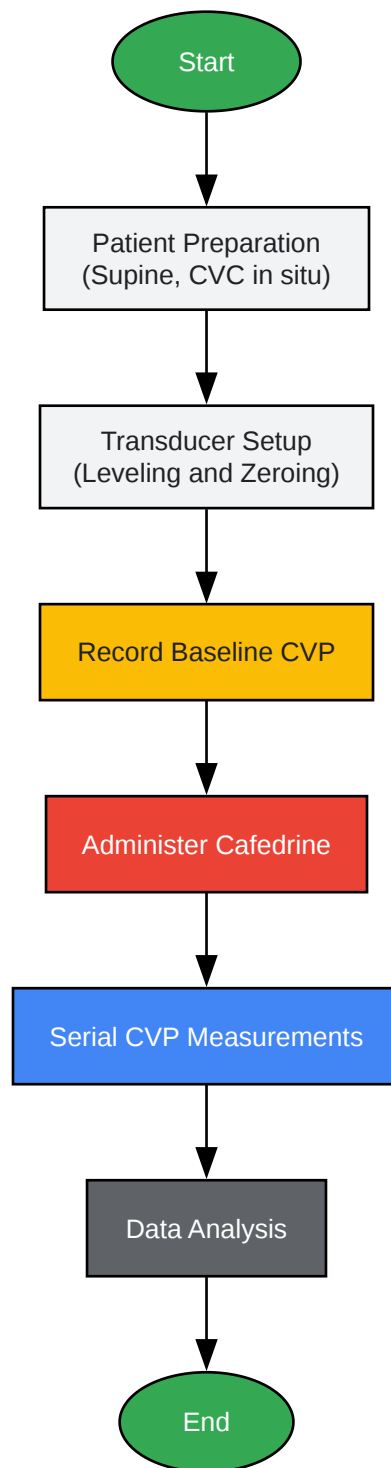 Start
Patient Preparation
(Supine, CVC in situ)
Transducer Setup
(Leveling and Zeroing)
Record Baseline CVP
Administer Cafedrine
Serial CVP Measurements
Data Analysis
End